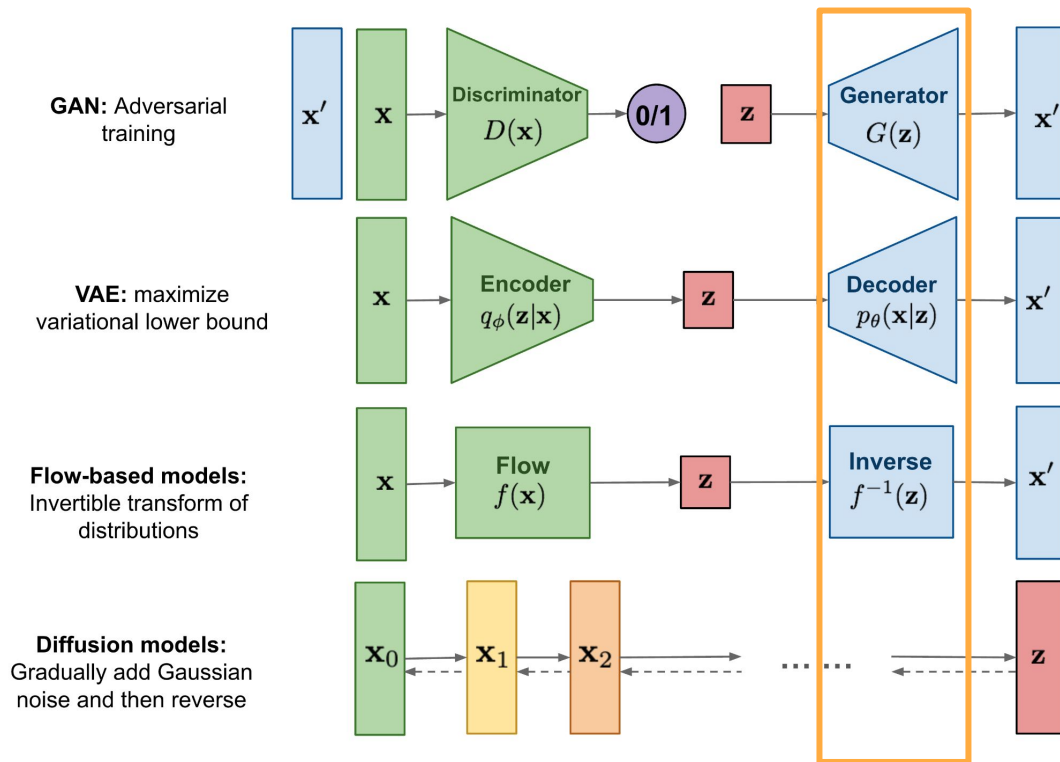 GAN: Adversarial
training
x′
x
Discriminator
D(x)
0/1
z
Generator
G(z)
x′
VAE: maximize
variational lower bound
x
Encoder
qϕ(z|x)
z
Decoder
pθ(x|z)
x′
Flow-based models:
Invertible transform of
distributions
x
Flow
f(x)
z
Inverse
f⁻¹(z)
x′
Diffusion models:
Gradually add Gaussian
noise and then reverse
x₀
x₁
x₂
z